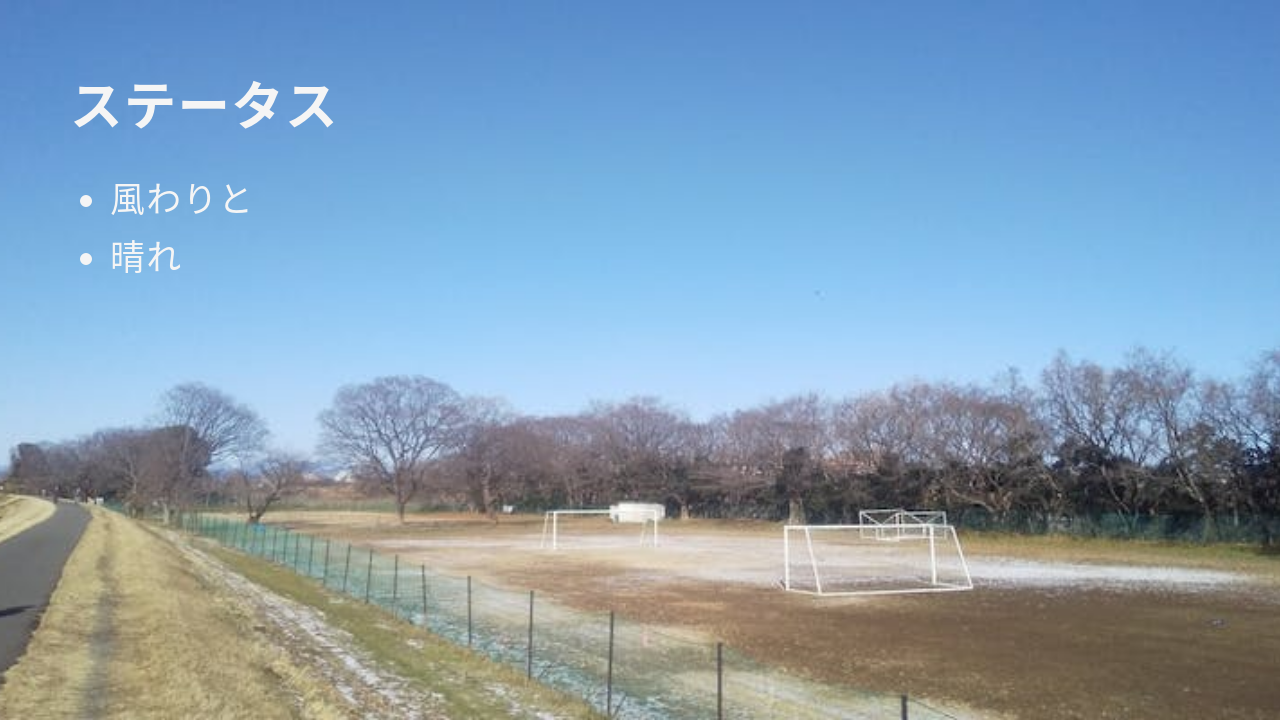 ステータス
• 風わりと
• 晴れ